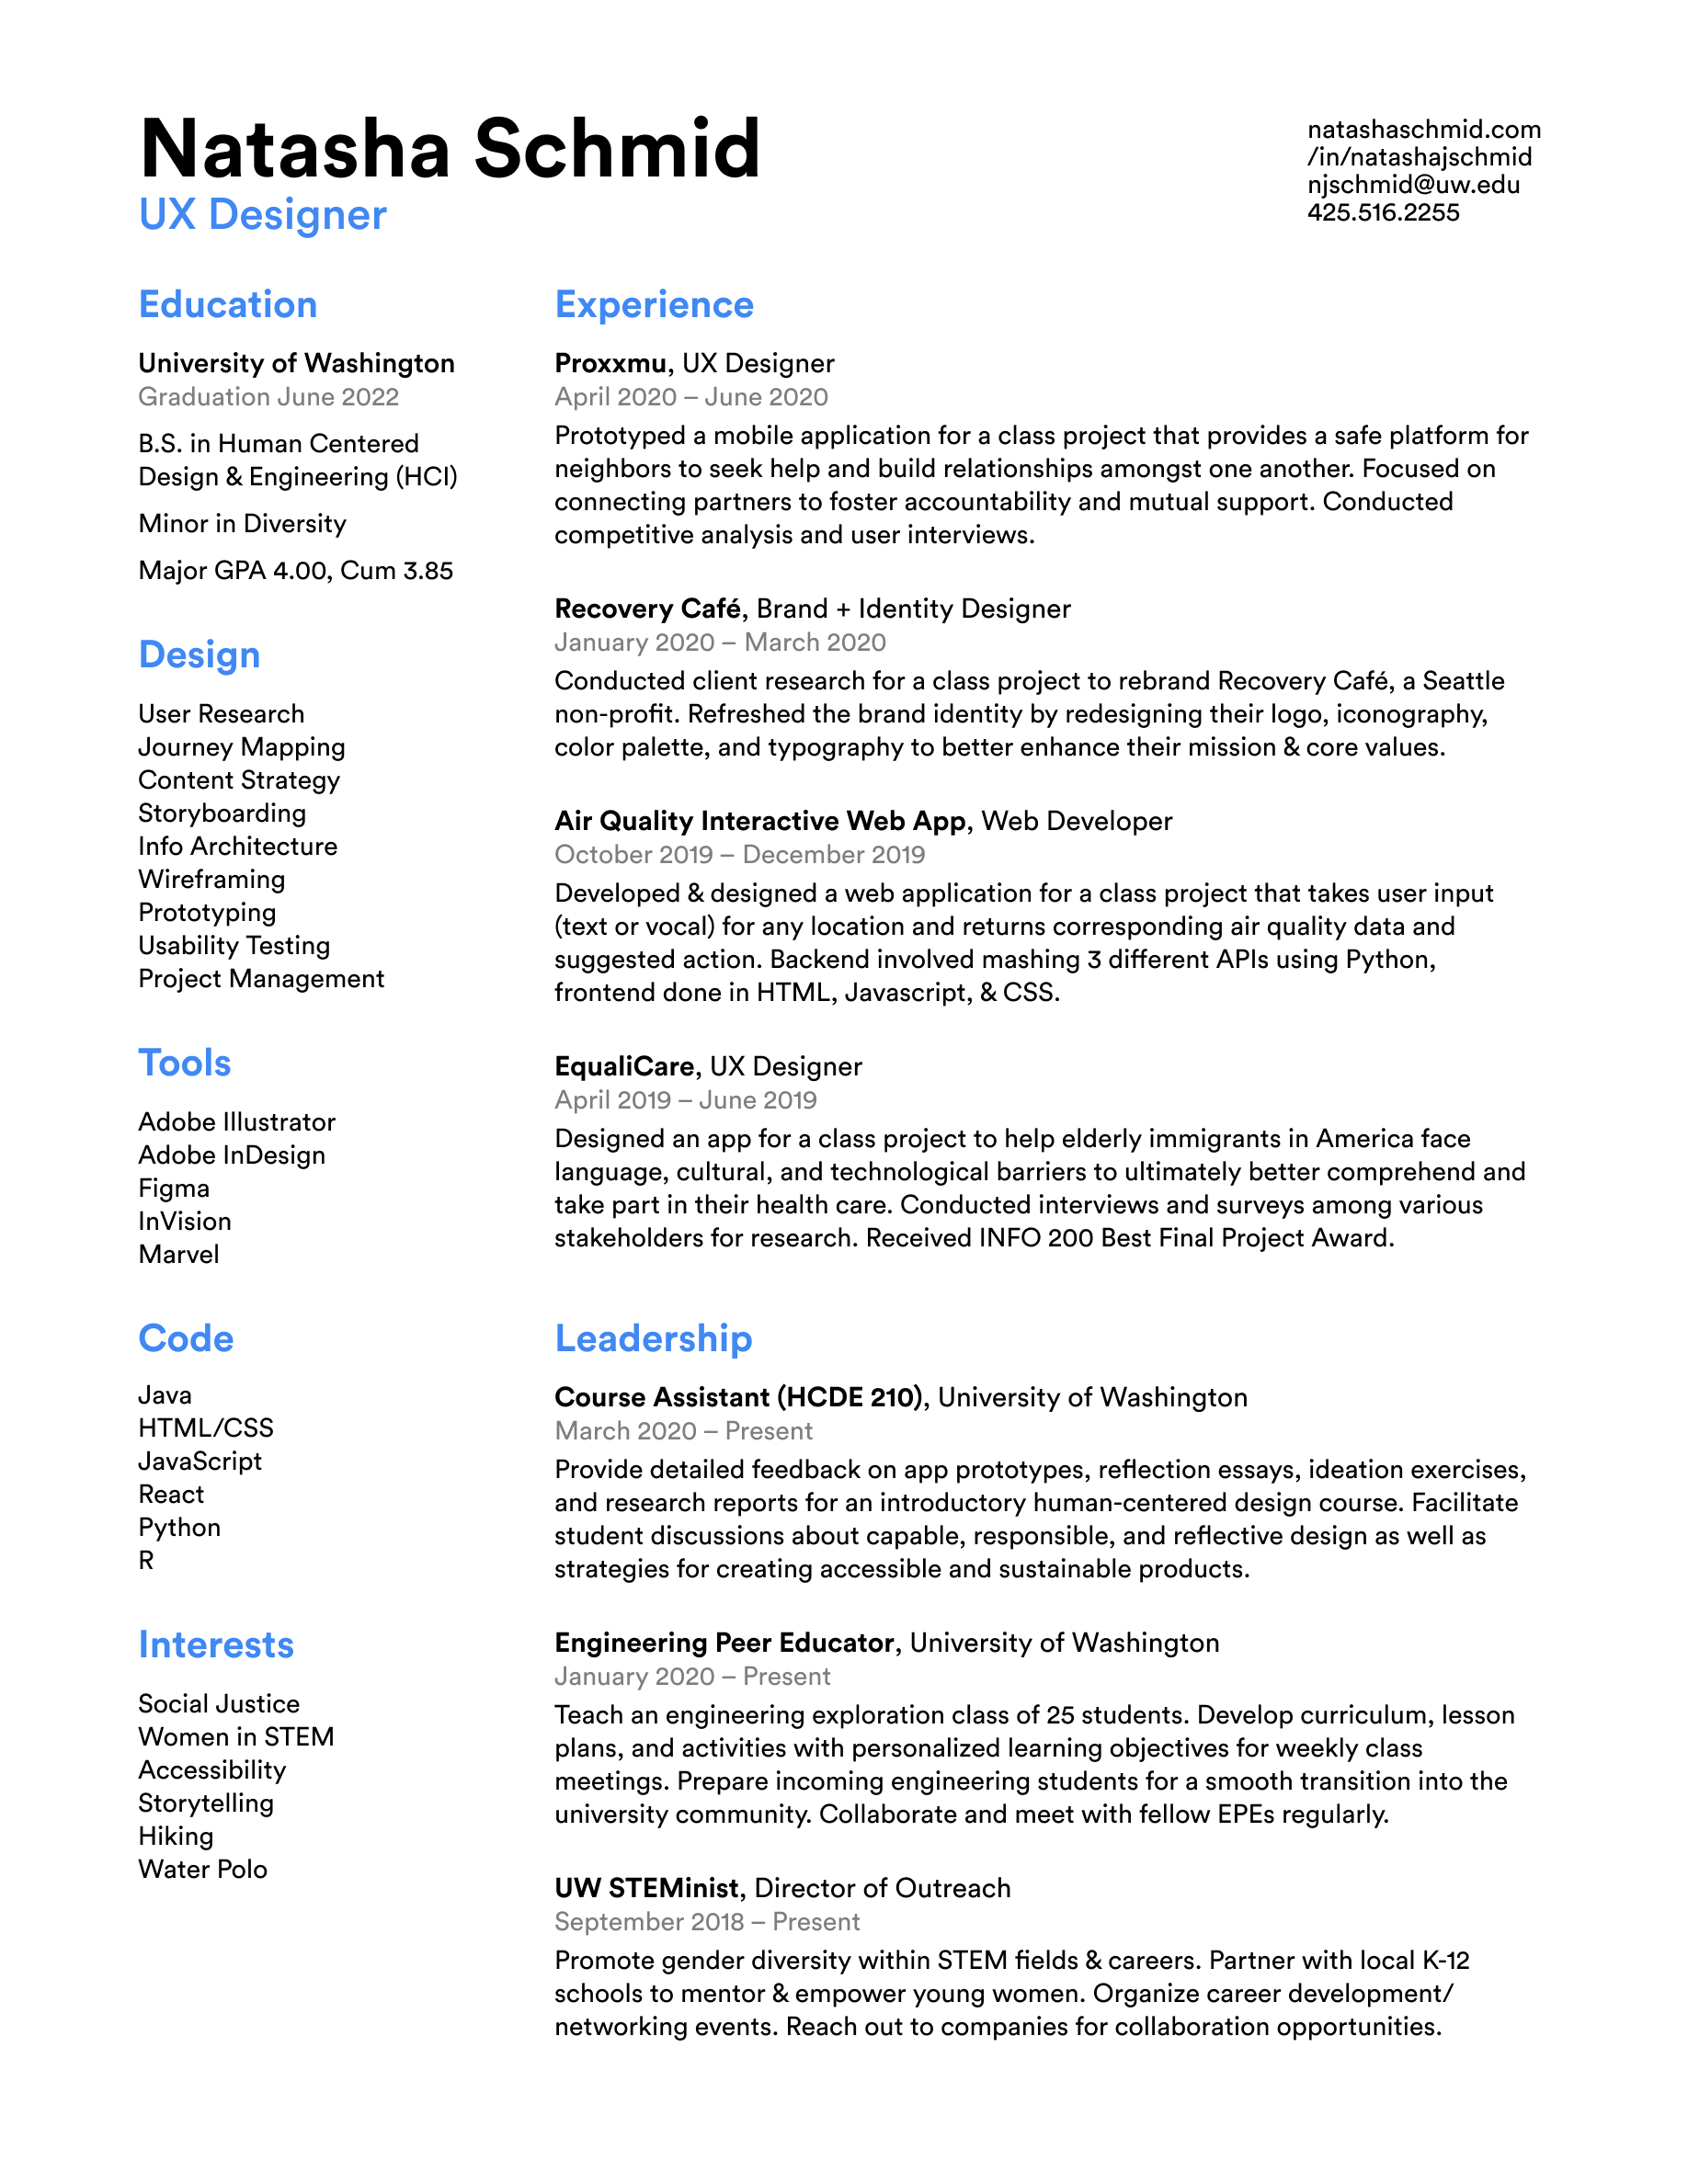 Natasha Schmid
UX Designer
natashaschmid.com
/in/natashajschmid
njschmid@uw.edu
425.516.2255
Education
University of Washington
Graduation June 2022
B.S. in Human Centered
Design & Engineering (HCI)
Minor in Diversity
Major GPA 4.00, Cum 3.85
Design
User Research
Journey Mapping
Content Strategy
Storyboarding
Info Architecture
Wireframing
Prototyping
Usability Testing
Project Management
Tools
Adobe Illustrator
Adobe InDesign
Figma
InVision
Marvel
Code
Java
HTML/CSS
JavaScript
React
Python
R
Interests
Social Justice
Women in STEM
Accessibility
Storytelling
Hiking
Water Polo
Experience
Proxxmu, UX Designer
April 2020 – June 2020
Prototyped a mobile application for a class project that provides a safe platform for
neighbors to seek help and build relationships amongst one another. Focused on
connecting partners to foster accountability and mutual support. Conducted
competitive analysis and user interviews.
Recovery Café, Brand + Identity Designer
January 2020 – March 2020
Conducted client research for a class project to rebrand Recovery Café, a Seattle
non-profit. Refreshed the brand identity by redesigning their logo, iconography,
color palette, and typography to better enhance their mission & core values.
Air Quality Interactive Web App, Web Developer
October 2019 – December 2019
Developed & designed a web application for a class project that takes user input
(text or vocal) for any location and returns corresponding air quality data and
suggested action. Backend involved mashing 3 different APIs using Python,
frontend done in HTML, Javascript, & CSS.
EqualiCare, UX Designer
April 2019 – June 2019
Designed an app for a class project to help elderly immigrants in America face
language, cultural, and technological barriers to ultimately better comprehend and
take part in their health care. Conducted interviews and surveys among various
stakeholders for research. Received INFO 200 Best Final Project Award.
Leadership
Course Assistant (HCDE 210), University of Washington
March 2020 – Present
Provide detailed feedback on app prototypes, reflection essays, ideation exercises,
and research reports for an introductory human-centered design course. Facilitate
student discussions about capable, responsible, and reflective design as well as
strategies for creating accessible and sustainable products.
Engineering Peer Educator, University of Washington
January 2020 – Present
Teach an engineering exploration class of 25 students. Develop curriculum, lesson
plans, and activities with personalized learning objectives for weekly class
meetings. Prepare incoming engineering students for a smooth transition into the
university community. Collaborate and meet with fellow EPEs regularly.
UW STEMinist, Director of Outreach
September 2018 – Present
Promote gender diversity within STEM fields & careers. Partner with local K-12
schools to mentor & empower young women. Organize career development/
networking events. Reach out to companies for collaboration opportunities.